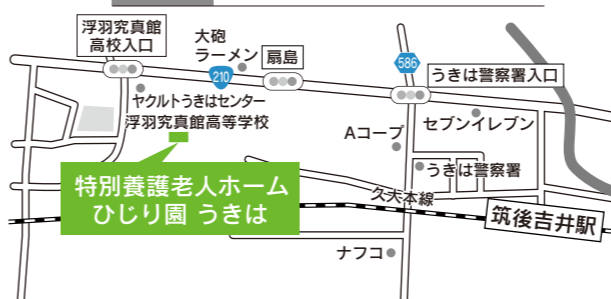 浮羽究真館
高校入口
大砲
ラーメン
扇島
210
586
うきは警察署入口
ヤクルトうきはセンター
浮羽究真館高等学校
Aコープ
セブンイレブン
特別養護老人ホーム
ひじり園 うきは
うきは警察署
久大本線
筑後吉井駅
ナフコ